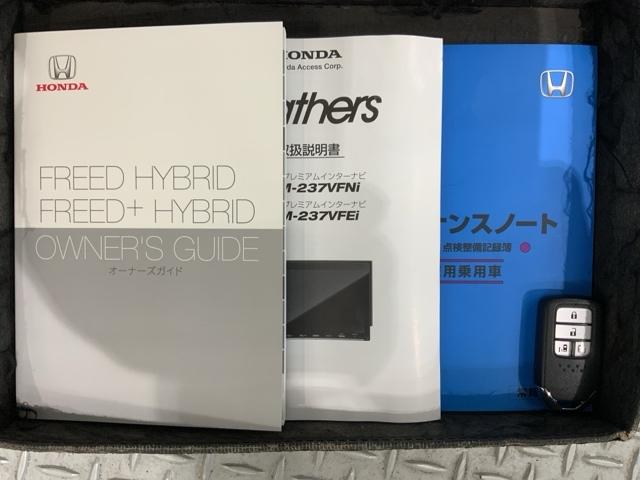 HONDA
FREED HYBRID
FREED+ HYBRID
OWNER'S GUIDE
オーナーズガイド
HONDA
da Access Corp.
athers
取扱説明書
プレミアムインターナビ
M-237VFNi
プレミアムインターナビ
M-237VFEi
ナンスノート
点検整備記録簿
用乗用車